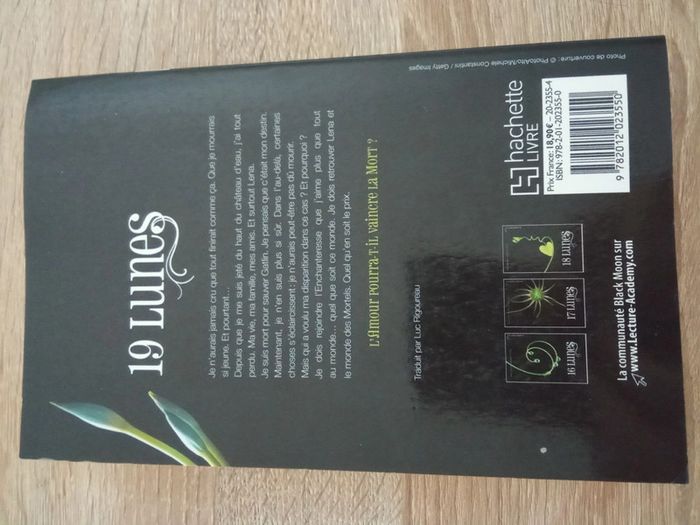 19 Lunes
Je n'aurais jamais cru que tout finirait comme ça. Que je mourrais
si jeune. Et pourtant...
Depuis que je me suis jeté du haut du château d'eau, j'ai tout
perdu. Ma vie, ma famille, mes amis. Et surtout Lena.
Je suis mort pour sauver Gatlin. Je pensais que c'était mon destin.
Maintenant, je n'en suis plus si sûr. Dans l'au-delà, certaines
choses s'éclaircissent : je n'aurais peut-être pas dû mourir.
Mais qui a voulu ma disparition dans ce cas ? Et pourquoi ?
Je dois rejoindre l'Enchanteresse que j'aime plus que tout
au monde... quel que soit ce monde. Je dois retrouver Lena et
le monde des Mortels. Quel qu'en soit le prix.
L'Amour pourra-t-il vaincre la Mort ?
Traduit par Luc Rigoureau
16 Lunes
17 Lunes
18 Lunes
La communauté Black Moon sur
www.Lecture-Academy.com
hachette
LIVRE
Prix France: 18,90€ – 20-2355-4
ISBN: 978-2-01-202355-0
9 782012 023550
Photo de couverture : © PhotoAlto/Michele Constantini / Getty Images